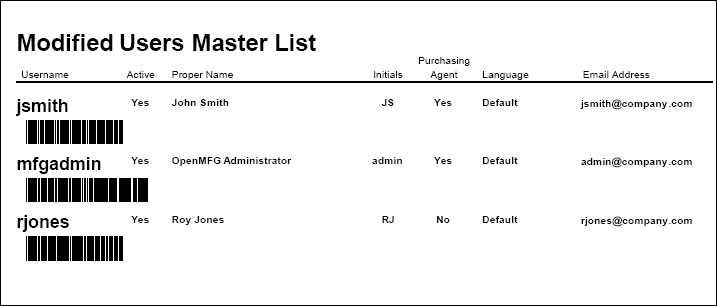 Modified Users Master List
Purchasing
Username Active Proper Name Initials Agent Language Email Address
jsmith Yes John Smith JS Yes Default jsmith@company.com
mfgadmin Yes OpenMFG Administrator admin Yes Default admin@company.com
rjones Yes Roy Jones RJ No Default rjones@company.com